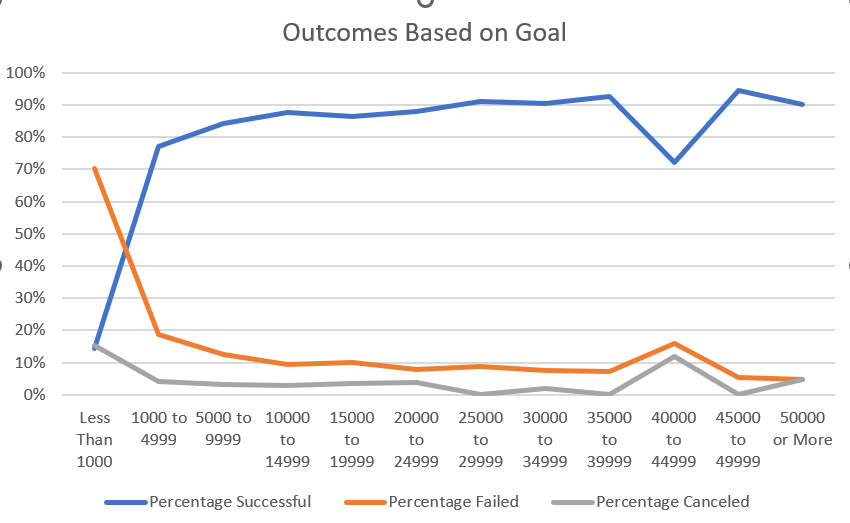 Outcomes Based on Goal
100%
90%
80%
70%
60%
50%
40%
30%
20%
10%
0%
Less Than 1000
1000 to 4999
5000 to 9999
10000 to 14999
15000 to 19999
20000 to 24999
25000 to 29999
30000 to 34999
35000 to 39999
40000 to 44999
45000 to 49999
50000 or More
Percentage Successful
Percentage Failed
Percentage Canceled